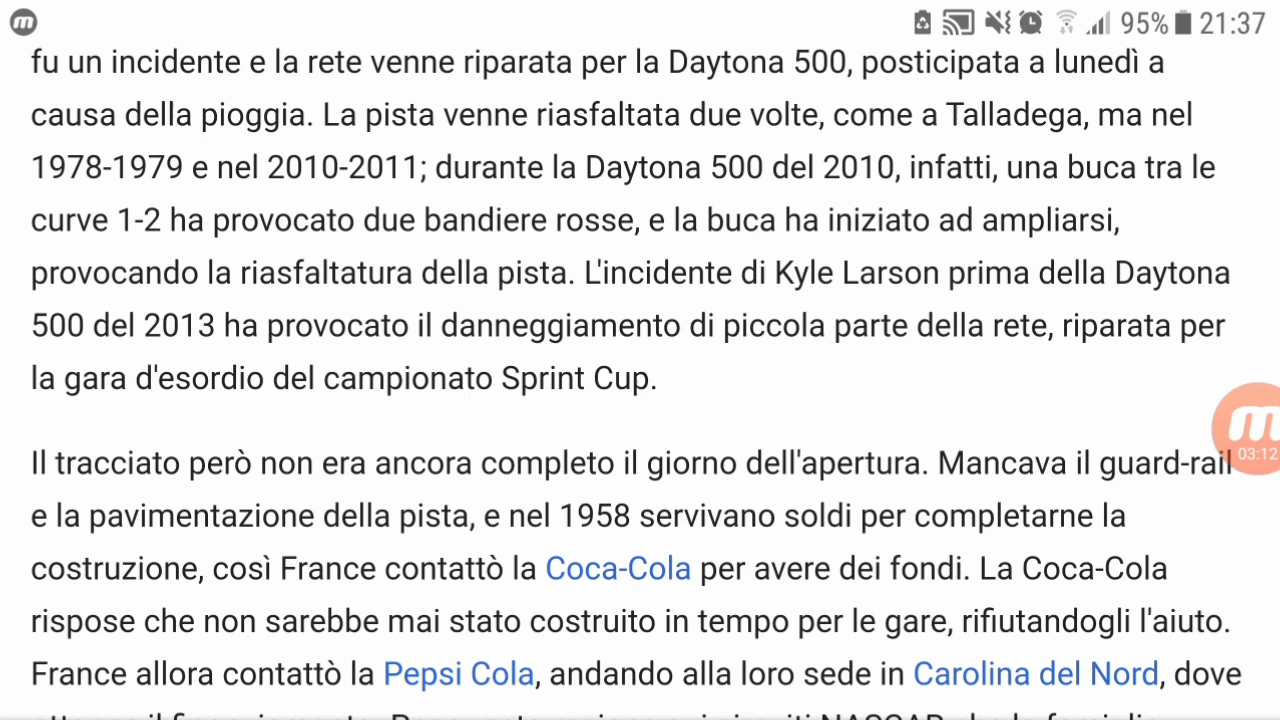 m
95% 21:37
fu un incidente e la rete venne riparata per la Daytona 500, posticipata a lunedì a
causa della pioggia. La pista venne riasfaltata due volte, come a Talladega, ma nel
1978-1979 e nel 2010-2011; durante la Daytona 500 del 2010, infatti, una buca tra le
curve 1-2 ha provocato due bandiere rosse, e la buca ha iniziato ad ampliarsi,
provocando la riasfaltatura della pista. L'incidente di Kyle Larson prima della Daytona
500 del 2013 ha provocato il danneggiamento di piccola parte della rete, riparata per
la gara d'esordio del campionato Sprint Cup.
Il tracciato però non era ancora completo il giorno dell'apertura. Mancava il guard-rail
m
03:12
e la pavimentazione della pista, e nel 1958 servivano soldi per completarne la
costruzione, così France contattò la Coca-Cola per avere dei fondi. La Coca-Cola
rispose che non sarebbe mai stato costruito in tempo per le gare, rifiutandogli l'aiuto.
France allora contattò la Pepsi Cola, andando alla loro sede in Carolina del Nord, dove